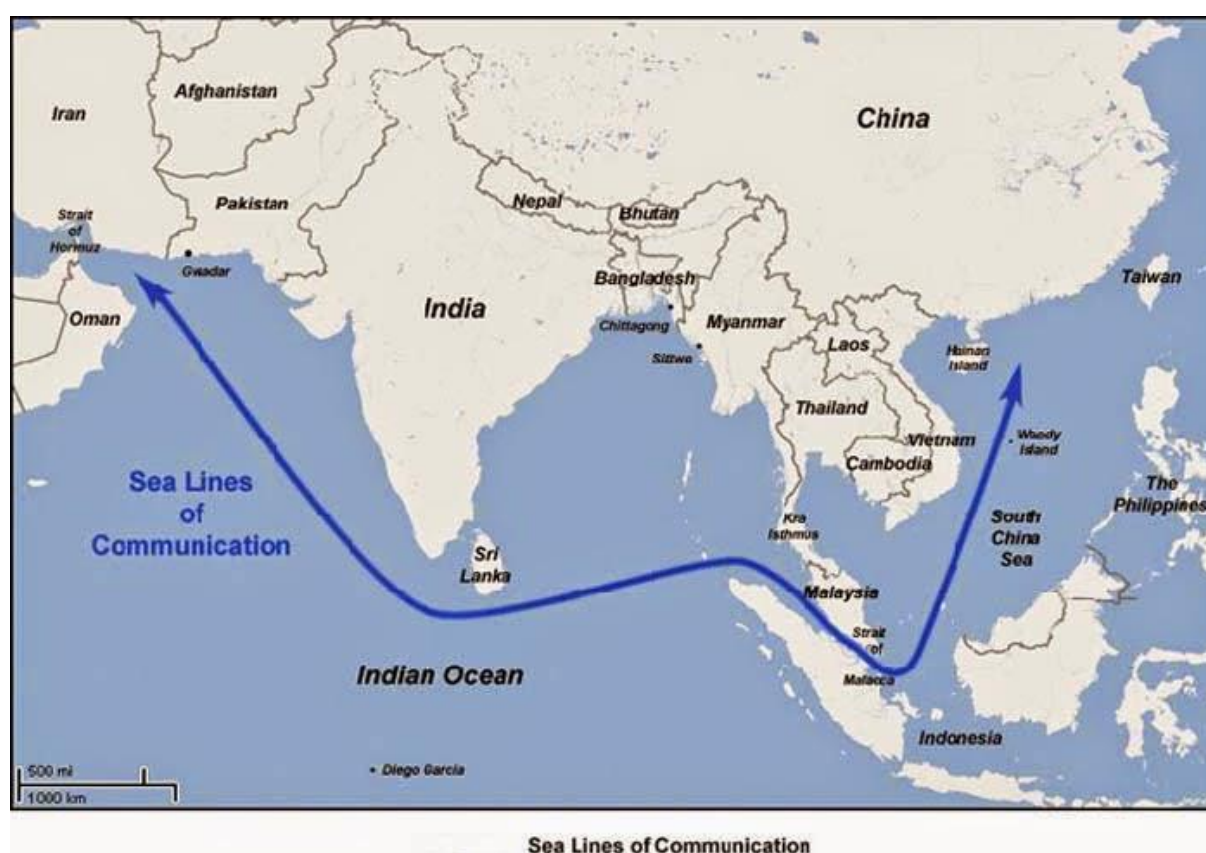 Iran
Afghanistan
China
Pakistan
Nepal
Bhutan
Strait
of
Hormuz
Gwadar
Bangladesh
Taiwan
India
Oman
Chittagong
Myanmar
Sittwe
Laos
Hainan
Island
Thailand
Vietnam
Woody
Island
Cambodia
The
Philippines
Sea Lines
of
Communication
Kra
Isthmus
South
China
Sea
Sri
Lanka
Malaysia
Strait
of
Malacca
Indian Ocean
Indonesia
500 mi
1000 km
Diego Garcia
Sea Lines of Communication